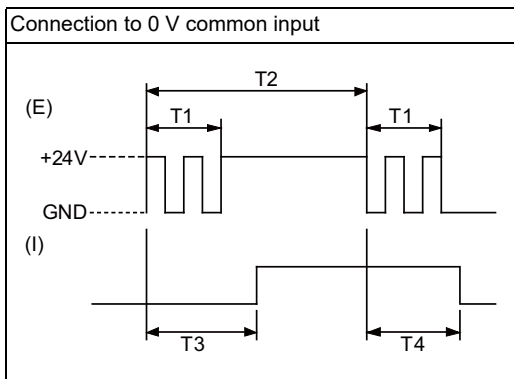 Connection to 0 V common input
T2
(E)
T1
T1
+24V
GND
(I)
T3
T4